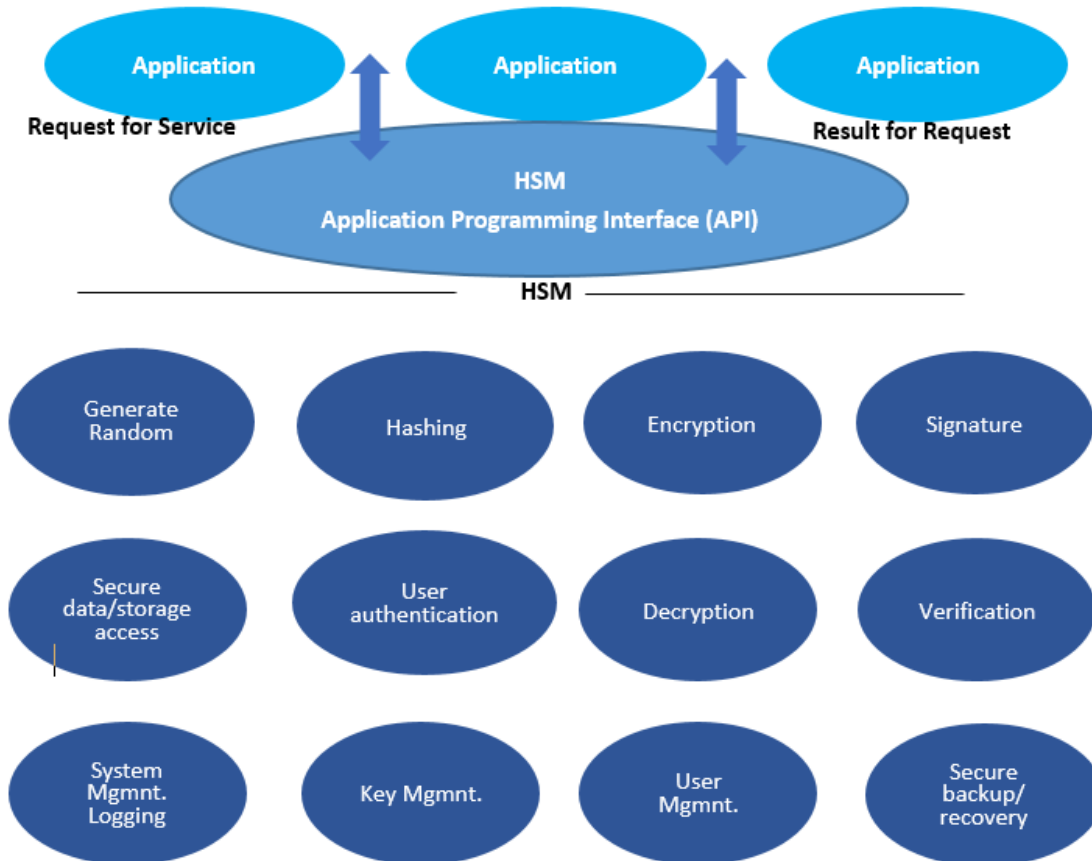 Application
Application
Application
Request for Service
Result for Request
HSM
Application Programming Interface (API)
HSM
Generate
Random
Hashing
Encryption
Signature
Secure
data/storage
access
User
authentication
Decryption
Verification
System
Mgmnt.
Logging
Key Mgmnt.
User
Mgmnt.
Secure
backup/
recovery